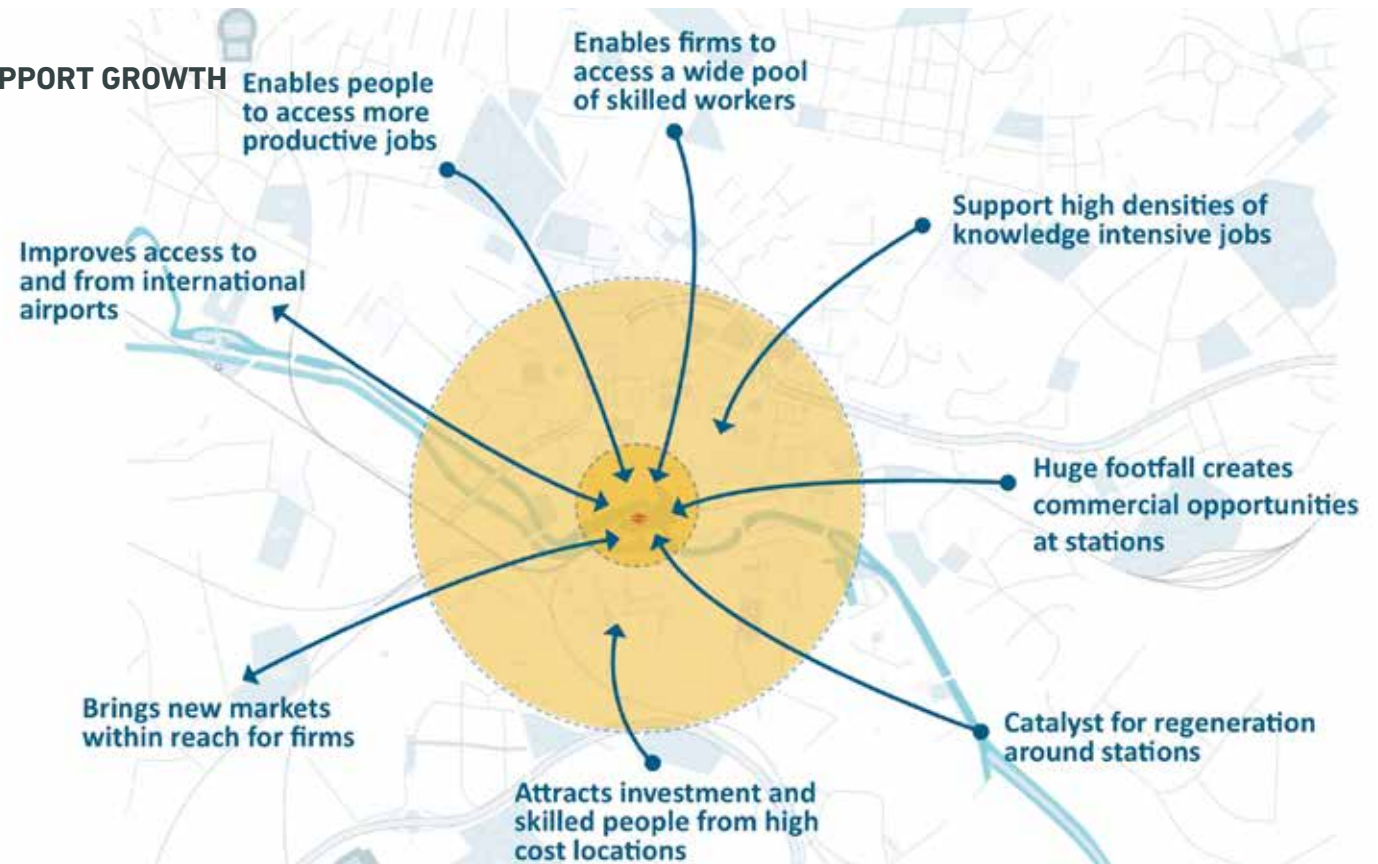 PPORT GROWTH
Enables people
to access more
productive jobs
Enables firms to
access a wide pool
of skilled workers
Support high densities of
knowledge intensive jobs
Improves access to
and from international
airports
Huge footfall creates
commercial opportunities
at stations
Brings new markets
within reach for firms
Catalyst for regeneration
around stations
Attracts investment and
skilled people from high
cost locations